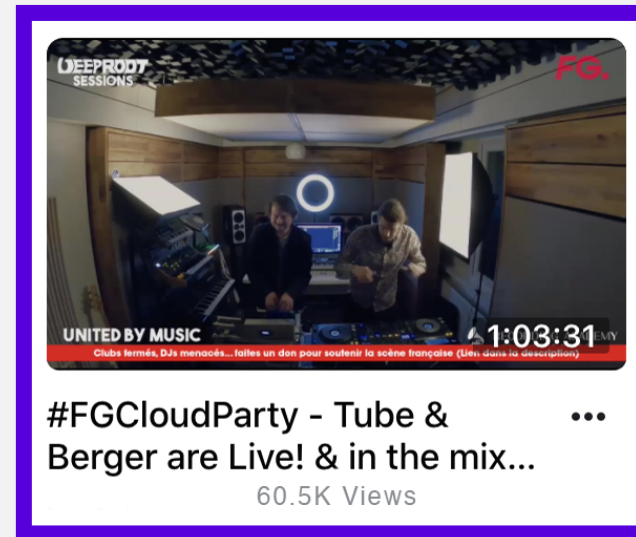 DEEPROOT
SESSIONS
FG.
UNITED BY MUSIC
1:03:31
Clubs fermés, DJs menacés... faites un don pour soutenir la scène française (Lien dans la description)
#FGCloudParty - Tube &
Berger are Live! & in the mix...
60.5K Views